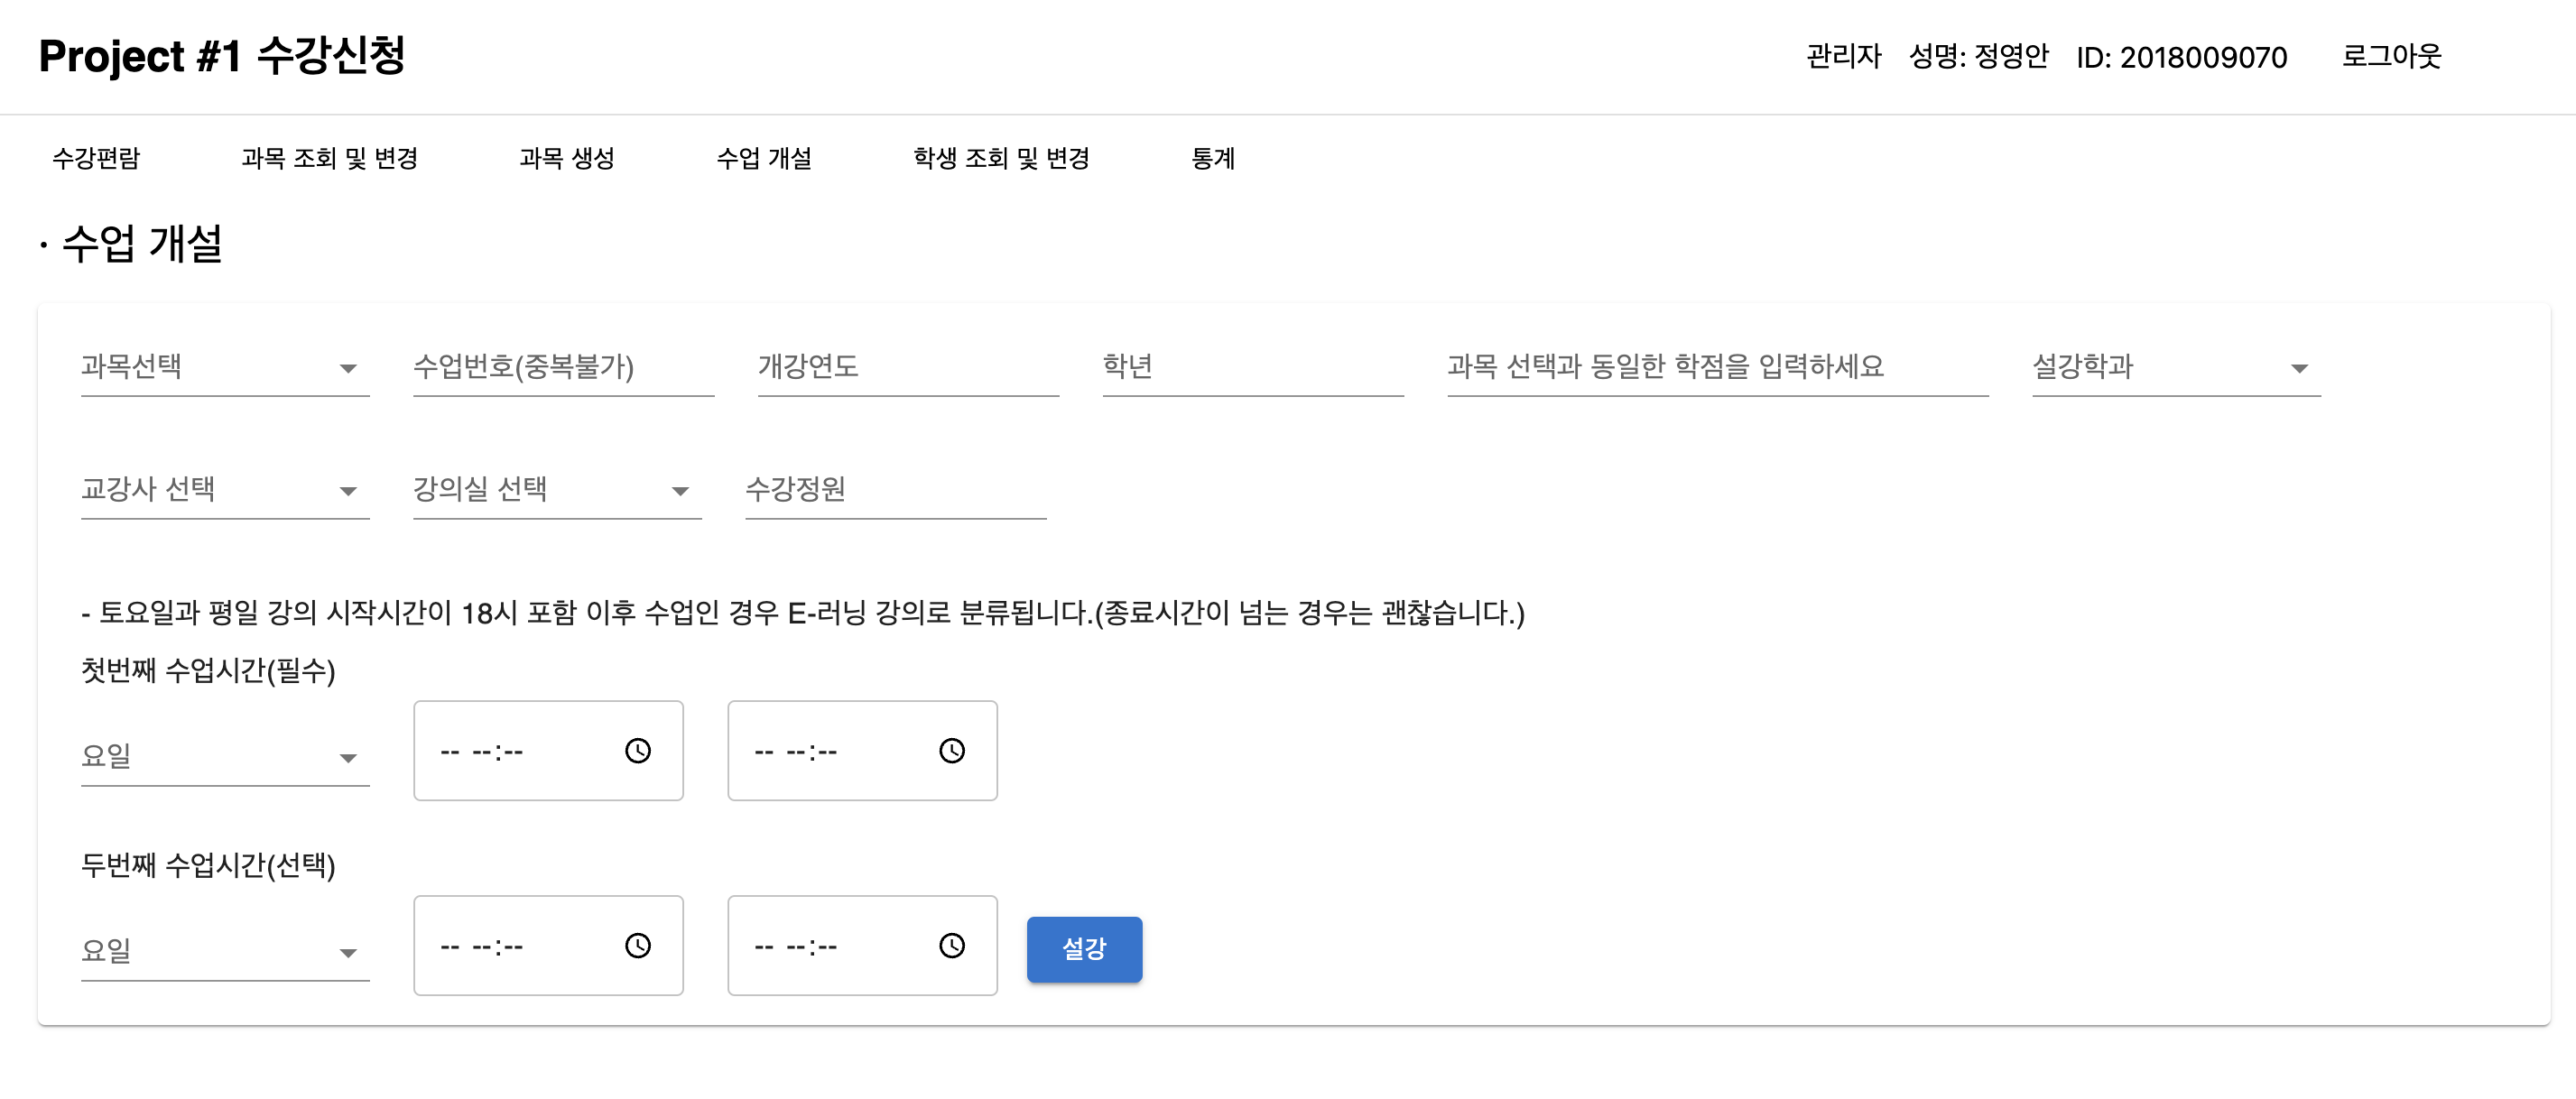 Project #1 수강신청
관리자 성명: 정영안 ID: 2018009070 로그아웃
수강편람 과목 조회 및 변경 과목 생성 수업 개설 학생 조회 및 변경 통계
· 수업 개설
과목선택 수업번호(중복불가) 개강연도 학년 과목 선택과 동일한 학점을 입력하세요 설강학과
교강사 선택 강의실 선택 수강정원
- 토요일과 평일 강의 시작시간이 18시 포함 이후 수업인 경우 E-러닝 강의로 분류됩니다.(종료시간이 넘는 경우는 괜찮습니다.)
첫번째 수업시간(필수)
요일 -- --:-- -- --:--
두번째 수업시간(선택)
요일 -- --:-- -- --:-- 설강